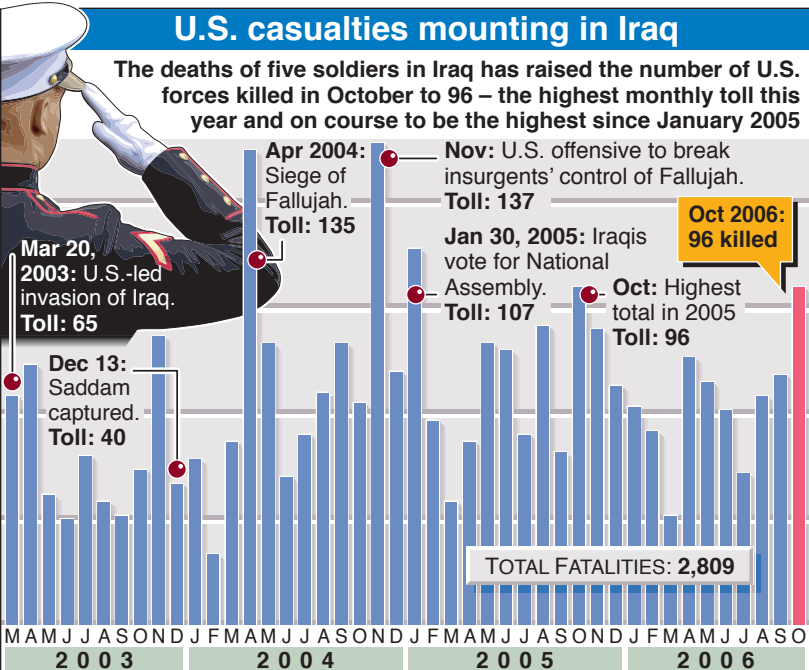 U.S. casualties mounting in Iraq
The deaths of five soldiers in Iraq has raised the number of U.S.
forces killed in October to 96 – the highest monthly toll this
year and on course to be the highest since January 2005
Mar 20,
2003: U.S.-led
invasion of Iraq.
Toll: 65
Dec 13:
Saddam
captured.
Toll: 40
Apr 2004:
Siege of
Fallujah.
Toll: 135
Nov: U.S. offensive to break
insurgents’ control of Fallujah.
Toll: 137
Jan 30, 2005: Iraqis
vote for National
Assembly.
Toll: 107
Oct: Highest
total in 2005
Toll: 96
Oct 2006:
96 killed
TOTAL FATALITIES: 2,809
M A M J J A S O N D J F M A M J J A S O N D J F M A M J J A S O N D J F M A M J J A S O
2003 2004 2005 2006